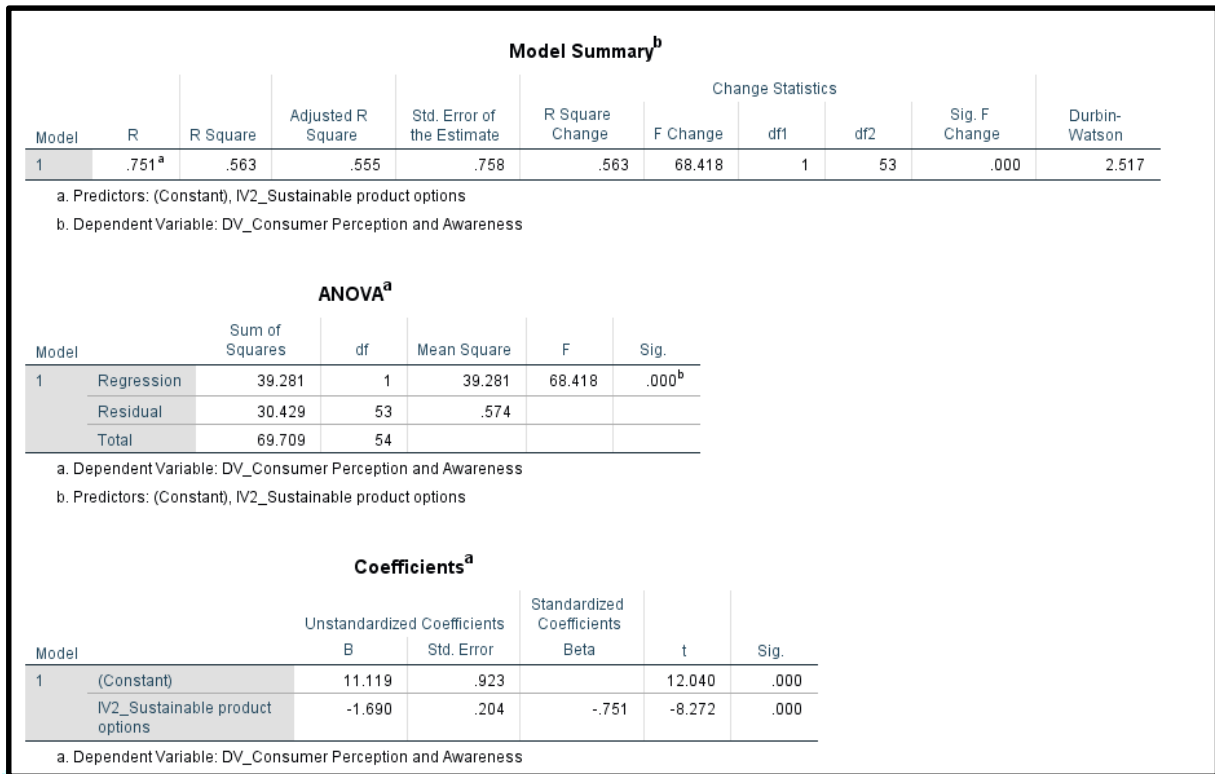 Model Summaryb
Change Statistics
Model R R Square Adjusted R Square Std. Error of the Estimate R Square Change F Change df1 df2 Sig. F Change Durbin-Watson
1 .751a .563 .555 .758 .563 68.418 1 53 .000 2.517
a. Predictors: (Constant), IV2_Sustainable product options
b. Dependent Variable: DV_Consumer Perception and Awareness
ANOVAa
Model Sum of Squares df Mean Square F Sig.
1 Regression 39.281 1 39.281 68.418 .000b
Residual 30.429 53 .574
Total 69.709 54
a. Dependent Variable: DV_Consumer Perception and Awareness
b. Predictors: (Constant), IV2_Sustainable product options
Coefficientsa
Unstandardized Coefficients Standardized Coefficients
Model B Std. Error Beta t Sig.
1 (Constant) 11.119 .923 12.040 .000
IV2_Sustainable product options -1.690 .204 -.751 -8.272 .000
a. Dependent Variable: DV_Consumer Perception and Awareness